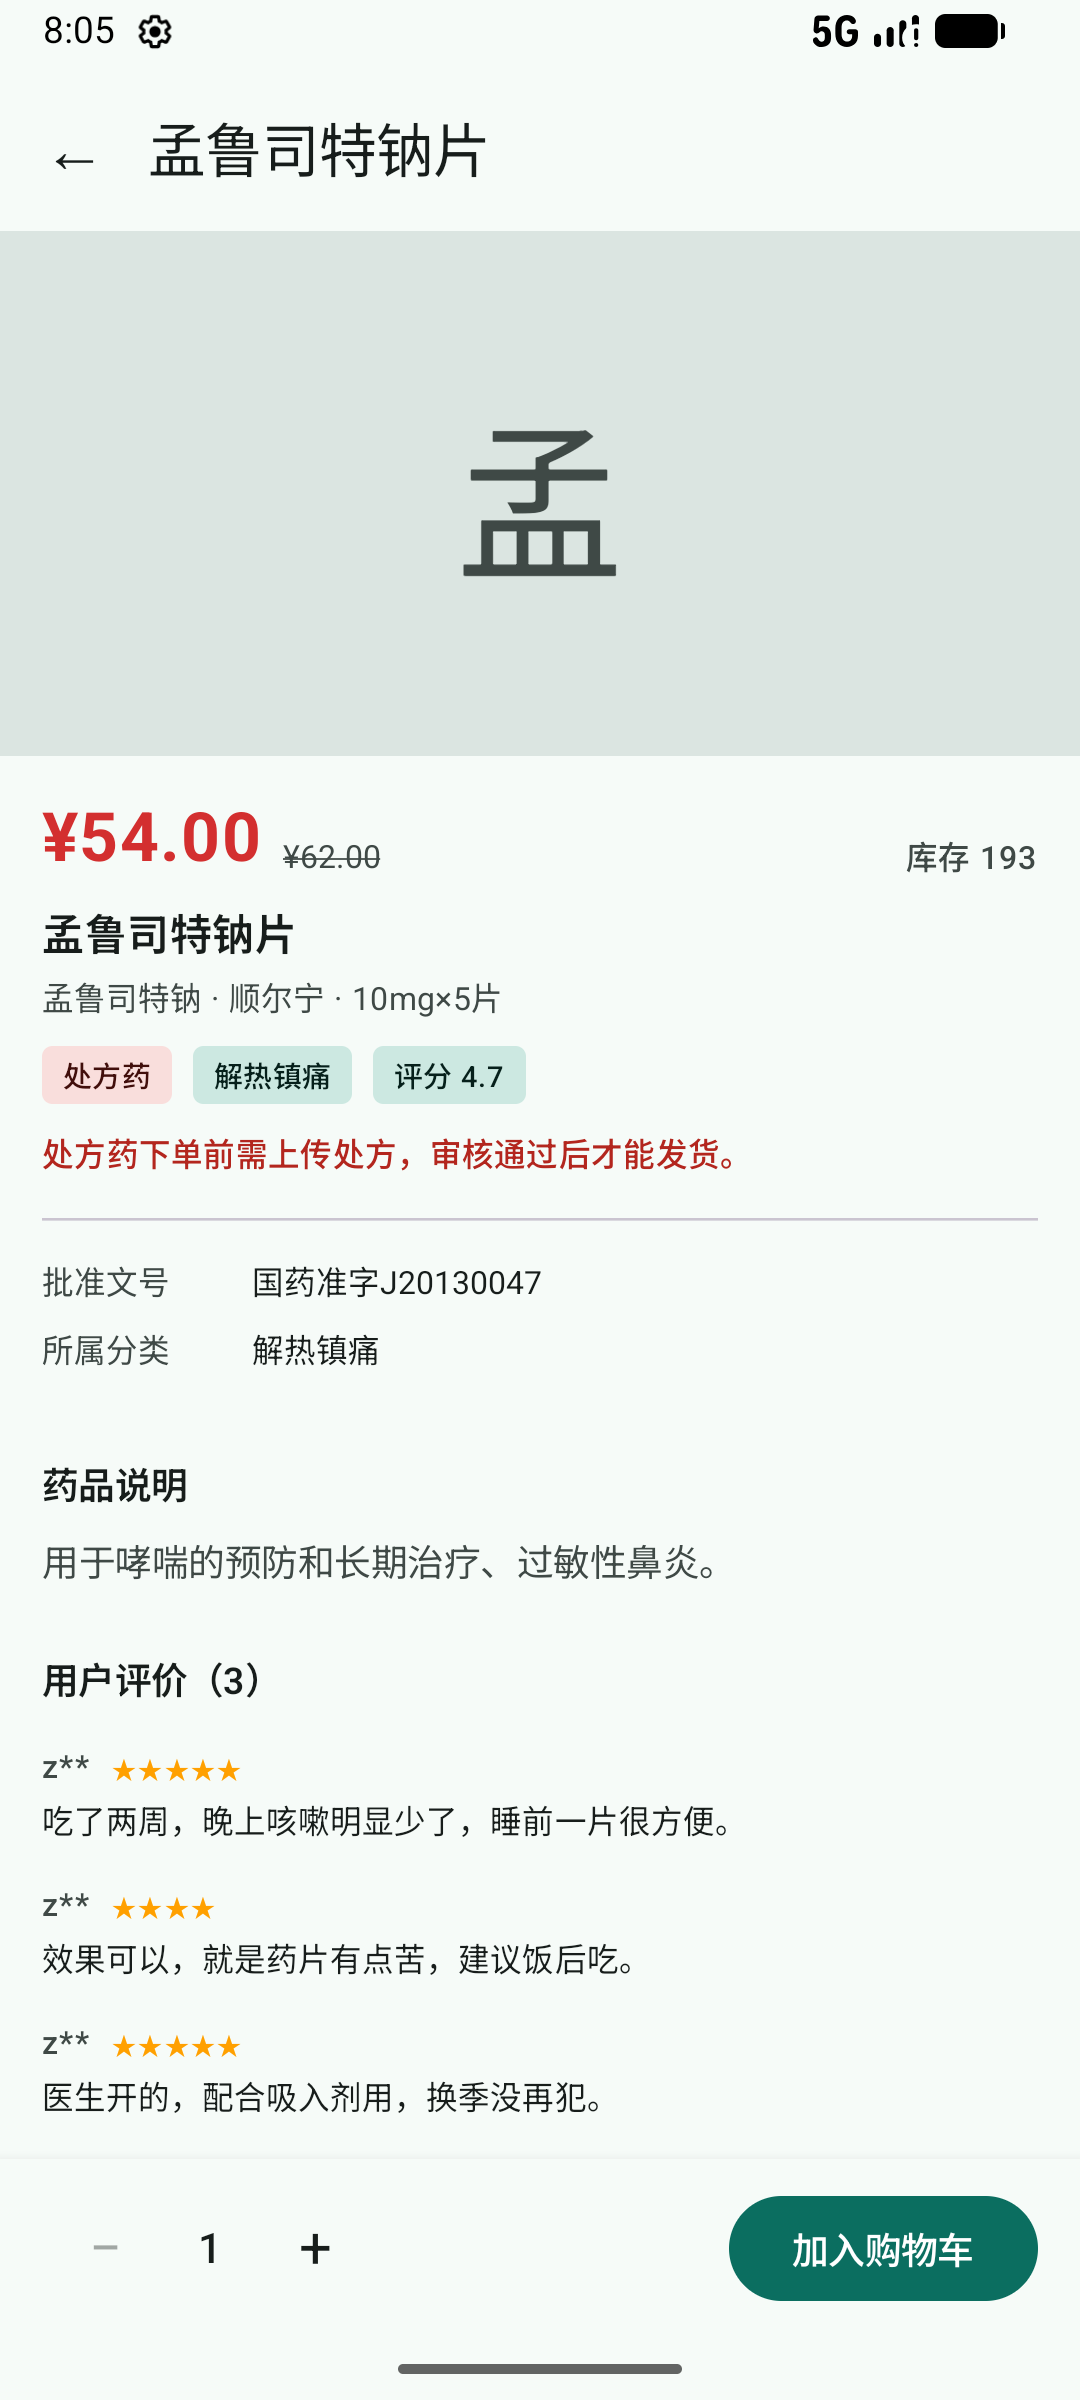 8:05 5G
← 孟鲁司特钠片
孟
¥54.00 ¥62.00 库存 193
孟鲁司特钠片
孟鲁司特钠 · 顺尔宁 · 10mg×5片
处方药 解热镇痛 评分 4.7
处方药下单前需上传处方，审核通过后才能发货。
批准文号 国药准字J20130047
所属分类 解热镇痛
药品说明
用于哮喘的预防和长期治疗、过敏性鼻炎。
用户评价（3）
z** ★★★★★
吃了两周，晚上咳嗽明显少了，睡前一片很方便。
z** ★★★★
效果可以，就是药片有点苦，建议饭后吃。
z** ★★★★★
医生开的，配合吸入剂用，换季没再犯。
− 1 + 加入购物车